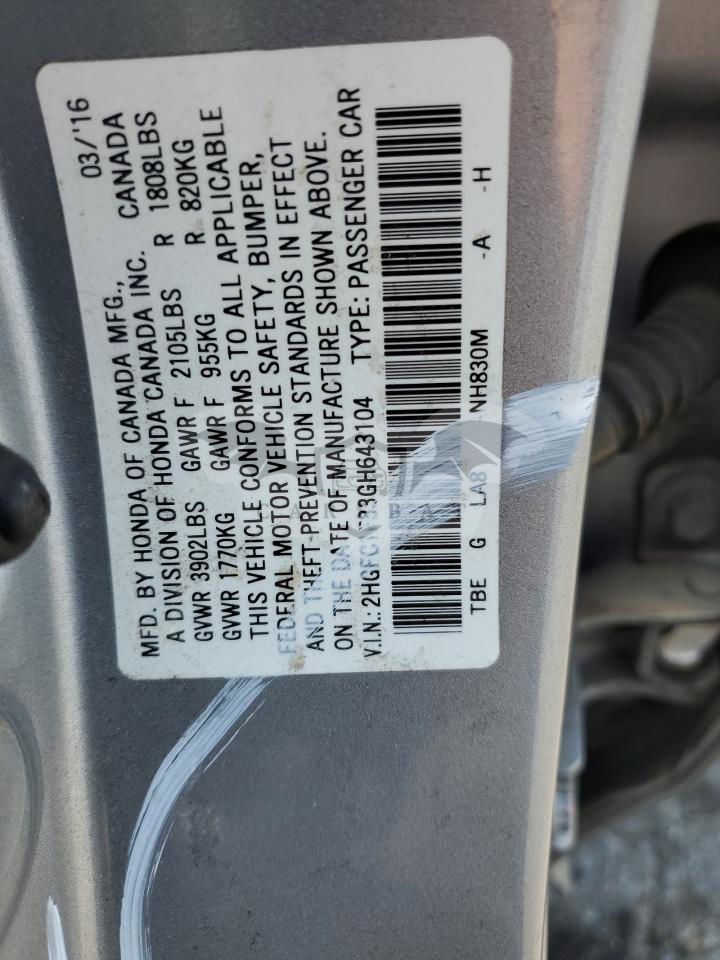 MFD. BY HONDA OF CANADA MFG., 03/'16
A DIVISION OF HONDA CANADA INC. CANADA
GVWR 3902LBS GAWR F 2105LBS R 1808LBS
GVWR 1770KG GAWR F 955KG R 820KG
THIS VEHICLE CONFORMS TO ALL APPLICABLE
FEDERAL MOTOR VEHICLE SAFETY, BUMPER,
AND THEFT PREVENTION STANDARDS IN EFFECT
ON THE DATE OF MANUFACTURE SHOWN ABOVE.
V.I.N.: TYPE: PASSENGER CAR
TBE G LA8 NH830M -A -H